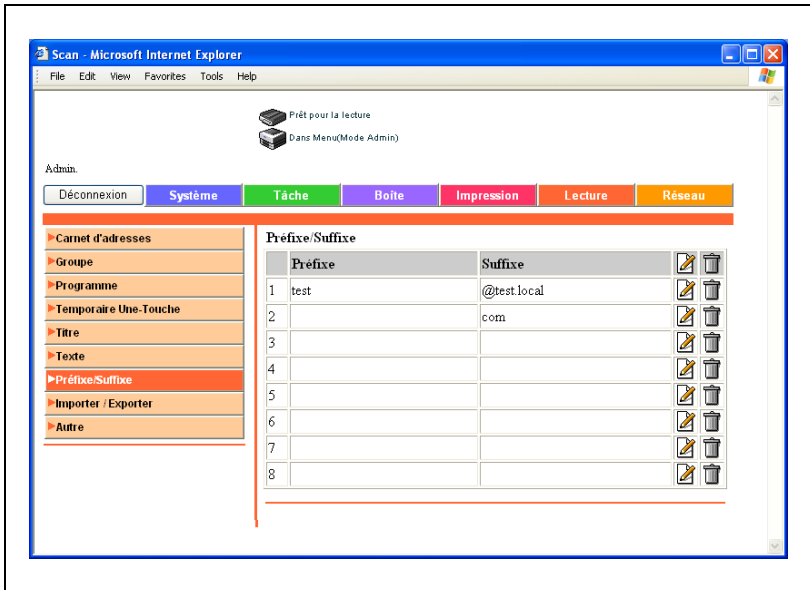 Scan - Microsoft Internet Explorer
File Edit View Favorites Tools Help
Prêt pour la lecture
Dans Menu(Mode Admin)
Admin.
Déconnexion Système Tâche Boîte Impression Lecture Réseau
Carnet d'adresses
Groupe
Programme
Temporaire Une-Touche
Titre
Texte
Préfixe/Suffixe
Importer / Exporter
Autre
Préfixe/Suffixe
Préfixe Suffixe
1 test @test.local
2 com
3
4
5
6
7
8